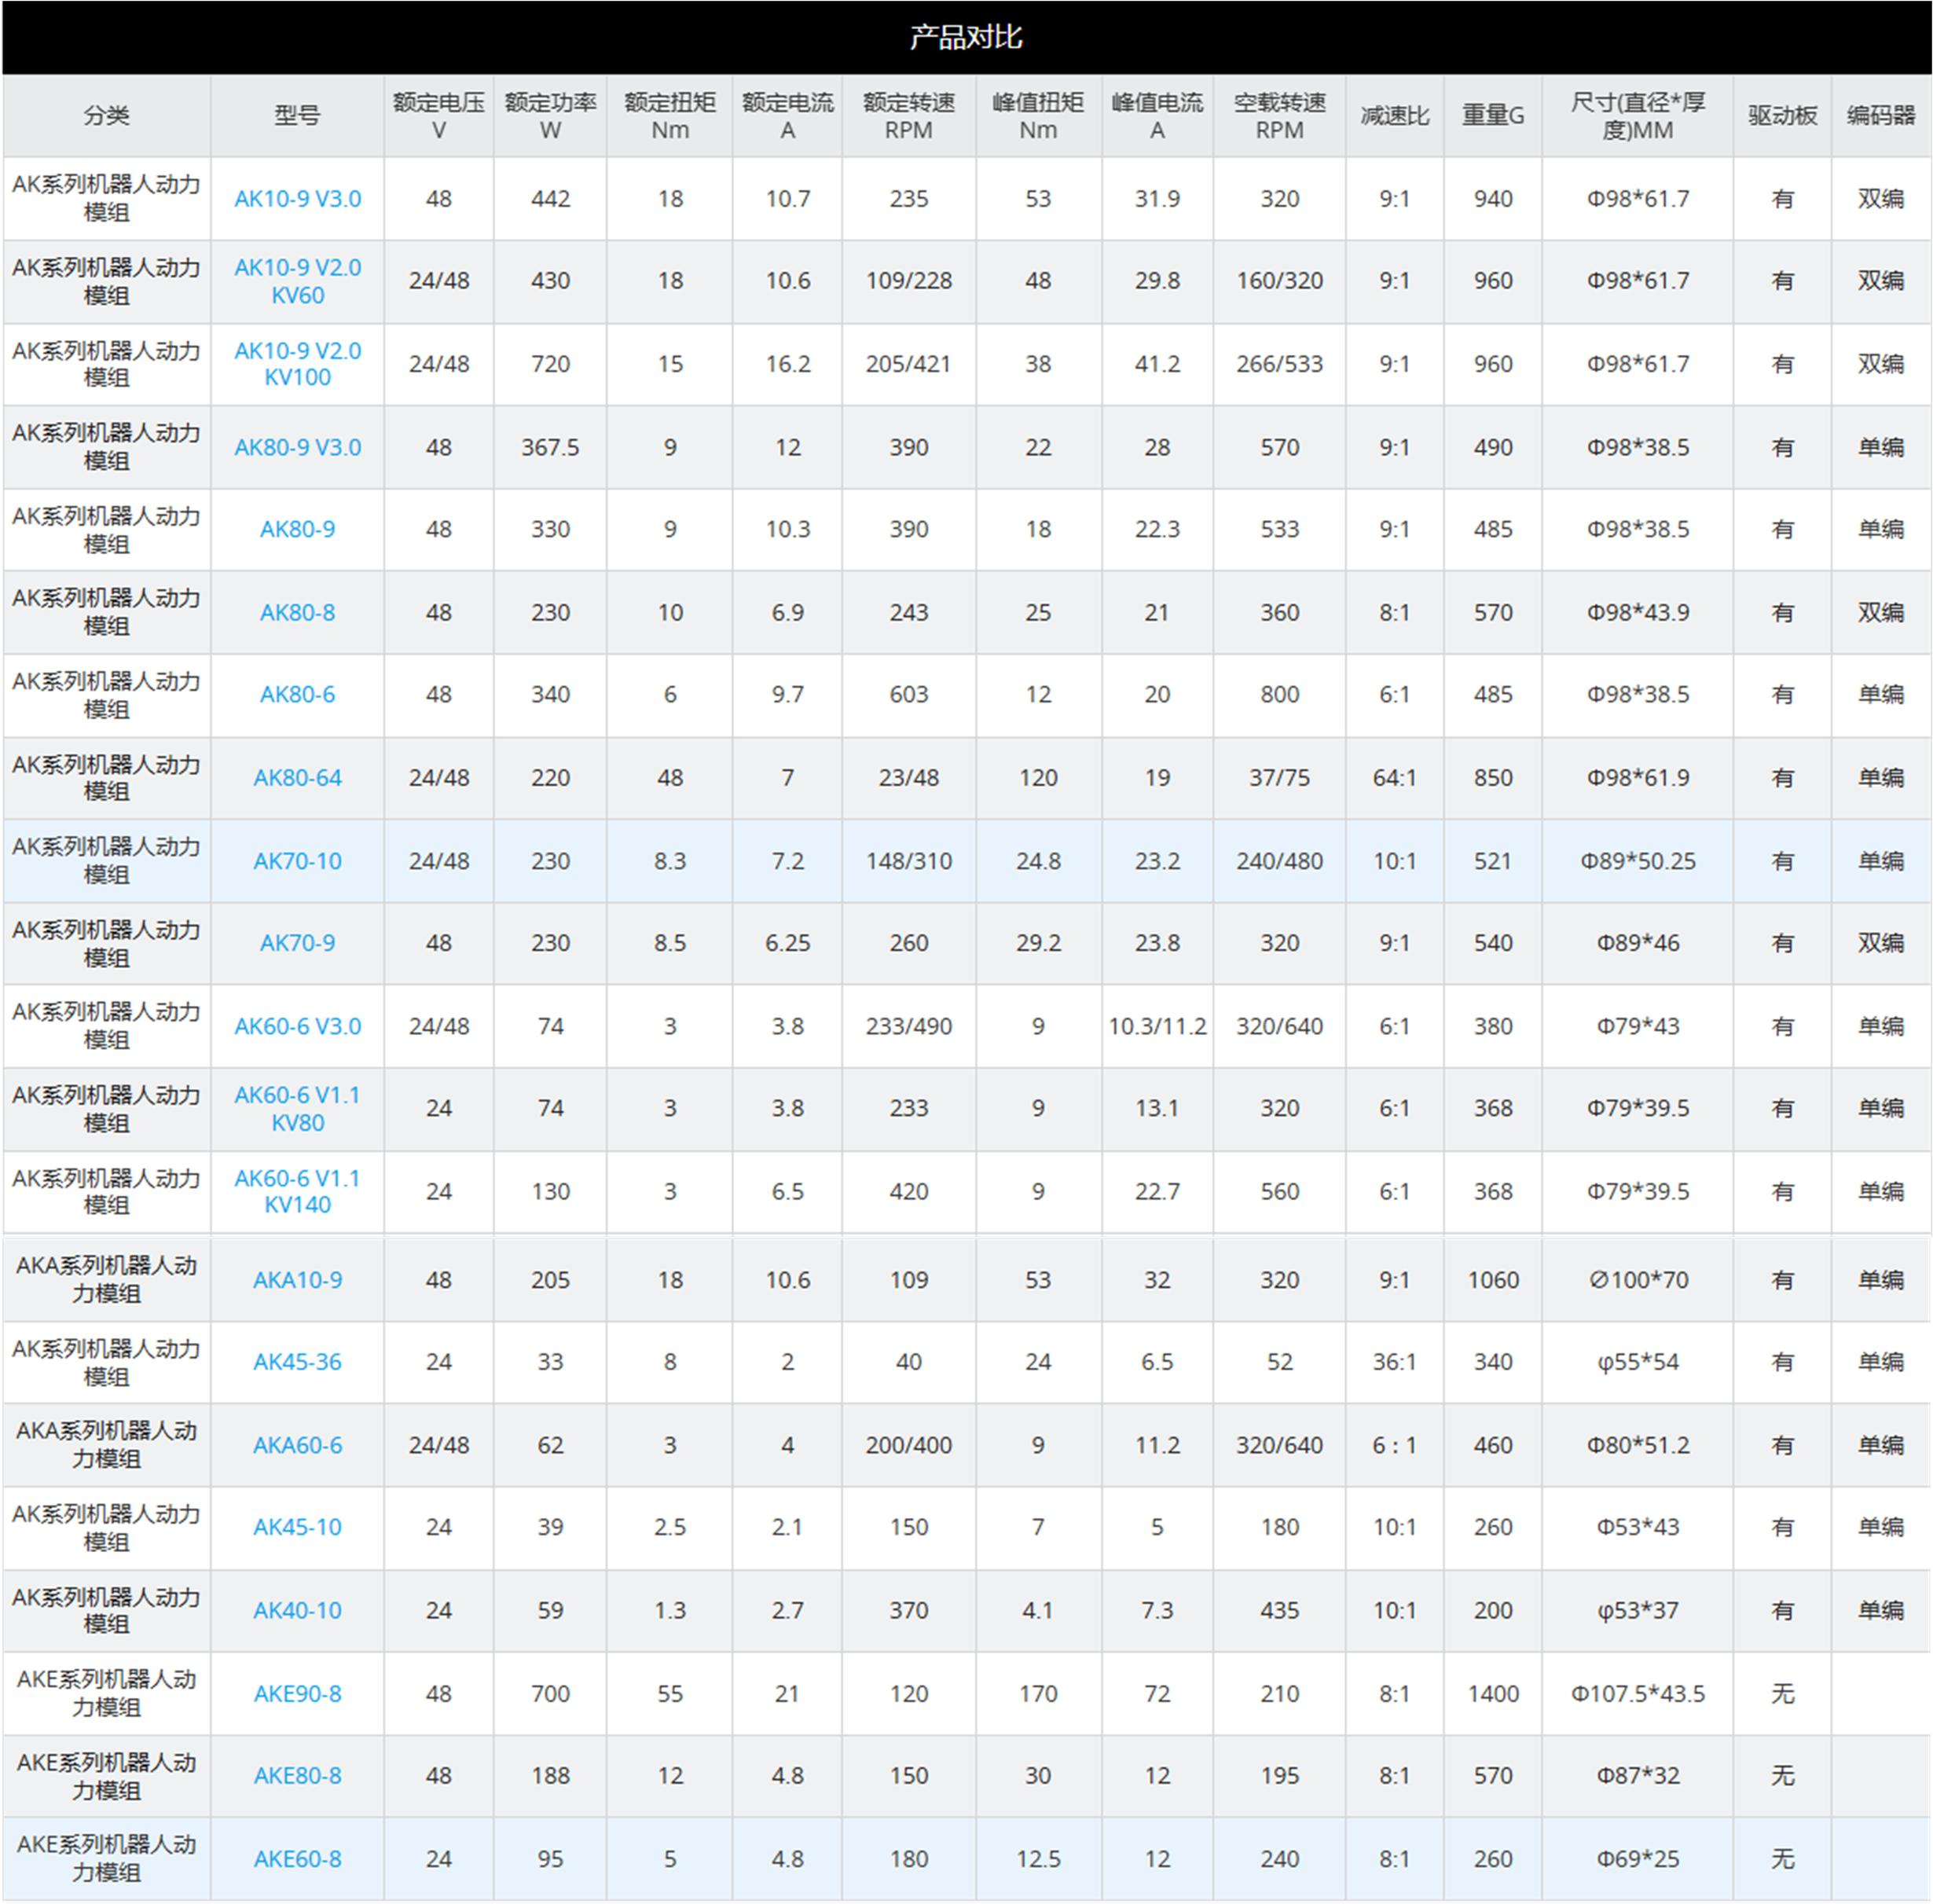 产品对比
分类 型号 额定电压 V 额定功率 W 额定扭矩 Nm 额定电流 A 额定转速 RPM 峰值扭矩 Nm 峰值电流 A 空载转速 RPM 减速比 重量G 尺寸(直径*厚度)MM 驱动板 编码器
AK系列机器人动力模组 AK10-9 V3.0 48 442 18 10.7 235 53 31.9 320 9:1 940 Φ98*61.7 有 双编
AK系列机器人动力模组 AK10-9 V2.0 KV60 24/48 430 18 10.6 109/228 48 29.8 160/320 9:1 960 Φ98*61.7 有 双编
AK系列机器人动力模组 AK10-9 V2.0 KV100 24/48 720 15 16.2 205/421 38 41.2 266/533 9:1 960 Φ98*61.7 有 双编
AK系列机器人动力模组 AK80-9 V3.0 48 367.5 9 12 390 22 28 570 9:1 490 Φ98*38.5 有 单编
AK系列机器人动力模组 AK80-9 48 330 9 10.3 390 18 22.3 533 9:1 485 Φ98*38.5 有 单编
AK系列机器人动力模组 AK80-8 48 230 10 6.9 243 25 21 360 8:1 570 Φ98*43.9 有 双编
AK系列机器人动力模组 AK80-6 48 340 6 9.7 603 12 20 800 6:1 485 Φ98*38.5 有 单编
AK系列机器人动力模组 AK80-64 24/48 220 48 7 23/48 120 19 37/75 64:1 850 Φ98*61.9 有 单编
AK系列机器人动力模组 AK70-10 24/48 230 8.3 7.2 148/310 24.8 23.2 240/480 10:1 521 Φ89*50.25 有 单编
AK系列机器人动力模组 AK70-9 48 230 8.5 6.25 260 29.2 23.8 320 9:1 540 Φ89*46 有 双编
AK系列机器人动力模组 AK60-6 V3.0 24/48 74 3 3.8 233/490 9 10.3/11.2 320/640 6:1 380 Φ79*43 有 单编
AK系列机器人动力模组 AK60-6 V1.1 KV80 24 74 3 3.8 233 9 13.1 320 6:1 368 Φ79*39.5 有 单编
AK系列机器人动力模组 AK60-6 V1.1 KV140 24 130 3 6.5 420 9 22.7 560 6:1 368 Φ79*39.5 有 单编
AKA系列机器人动力模组 AKA10-9 48 205 18 10.6 109 53 32 320 9:1 1060 ∅100*70 有 单编
AK系列机器人动力模组 AK45-36 24 33 8 2 40 24 6.5 52 36:1 340 φ55*54 有 单编
AKA系列机器人动力模组 AKA60-6 24/48 62 3 4 200/400 9 11.2 320/640 6：1 460 Φ80*51.2 有 单编
AK系列机器人动力模组 AK45-10 24 39 2.5 2.1 150 7 5 180 10:1 260 Φ53*43 有 单编
AK系列机器人动力模组 AK40-10 24 59 1.3 2.7 370 4.1 7.3 435 10:1 200 φ53*37 有 单编
AKE系列机器人动力模组 AKE90-8 48 700 55 21 120 170 72 210 8:1 1400 Φ107.5*43.5 无
AKE系列机器人动力模组 AKE80-8 48 188 12 4.8 150 30 12 195 8:1 570 Φ87*32 无
AKE系列机器人动力模组 AKE60-8 24 95 5 4.8 180 12.5 12 240 8:1 260 Φ69*25 无